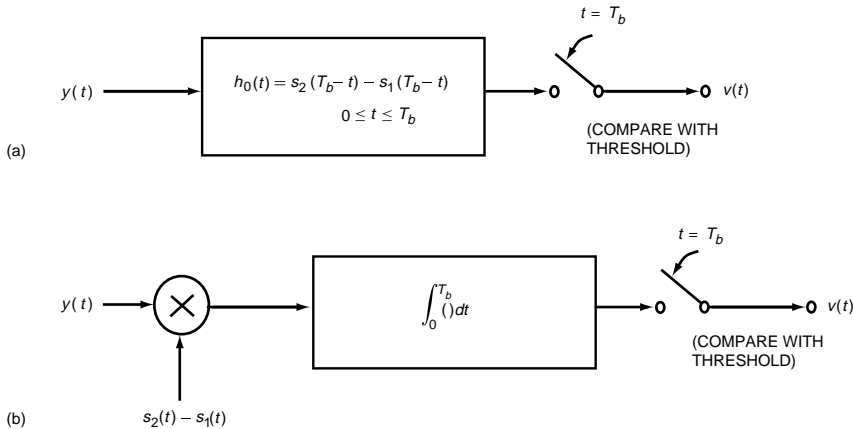 t = T_b
y(t)
h_0(t) = s_2 (T_b – t) – s_1 (T_b – t)
0 ≤ t ≤ T_b
v(t)
(COMPARE WITH
THRESHOLD)
(a)
t = T_b
y(t)
∫_0^{T_b} ()dt
v(t)
(COMPARE WITH
THRESHOLD)
s_2(t) – s_1(t)
(b)